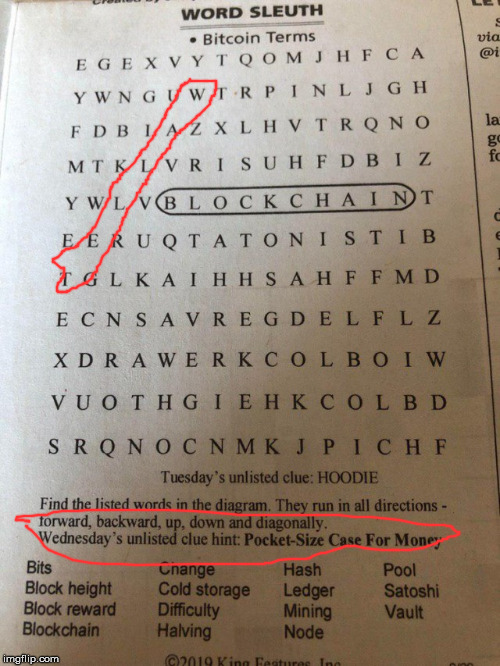 WORD SLEUTH
• Bitcoin Terms
E G E X V Y T Q O M J H F C A
Y W N G U W T R P I N L J G H
F D B I A Z X L H V T R Q N O
M T K L V R I S U H F D B I Z
Y W L V B L O C K C H A I N T
E E R U Q T A T O N I S T I B
T G L K A I H H S A H F F M D
E C N S A V R E G D E L F L Z
X D R A W E R K C O L B O I W
V U O T H G I E H K C O L B D
S R Q N O C N M K J P I C H F
Tuesday's unlisted clue: HOODIE
Find the listed words in the diagram. They run in all directions -
forward, backward, up, down and diagonally.
Wednesday's unlisted clue hint: Pocket-Size Case For Money
Bits Change Hash Pool
Block height Cold storage Ledger Satoshi
Block reward Difficulty Mining Vault
Blockchain Halving Node
©2019 King Features, Inc.
via
@i
la
imgflip.com